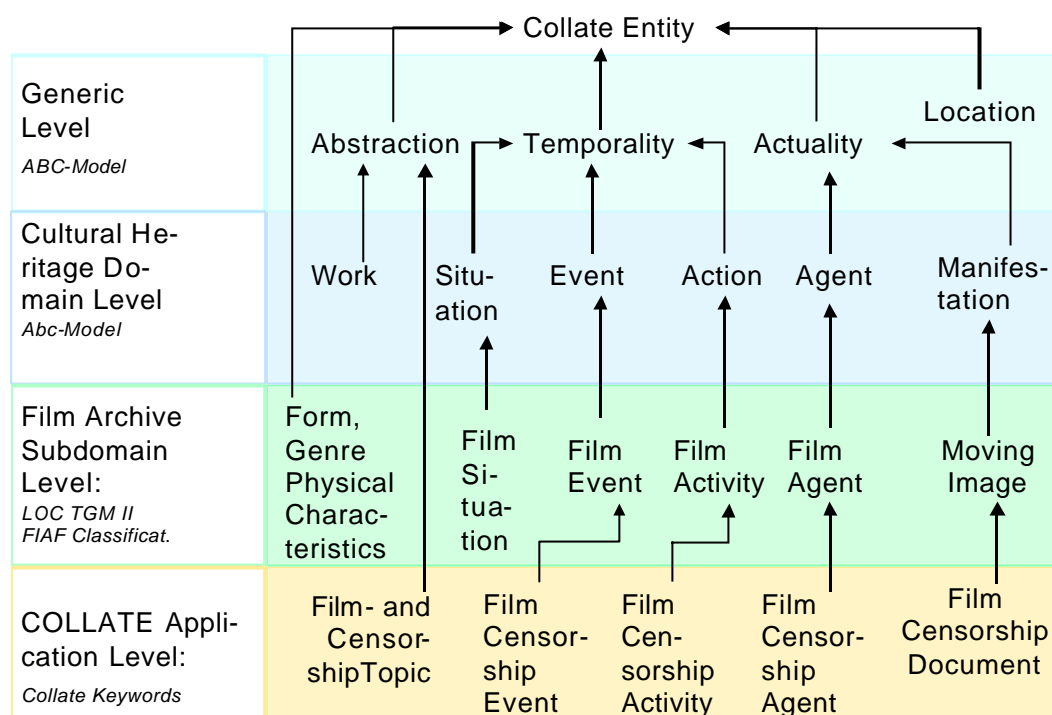 Collate Entity
Generic
Level
ABC-Model
Abstraction
Temporality
Actuality
Location
Cultural He-
ritage Do-
main Level
Abc-Model
Work
Situ-
ation
Event
Action
Agent
Manifes-
tation
Film Archive
Subdomain
Level:
LOC TGM II
FIAF Classificat.
Form,
Genre
Physical
Charac-
teristics
Film
Si-
tua-
tion
Film
Event
Film
Activity
Film
Agent
Moving
Image
COLLATE Appli-
cation Level:
Collate Keywords
Film- and
Censor-
shipTopic
Film
Censor-
ship
Event
Film
Cen-
sorship
Activity
Film
Censor-
ship
Agent
Film
Censorship
Document